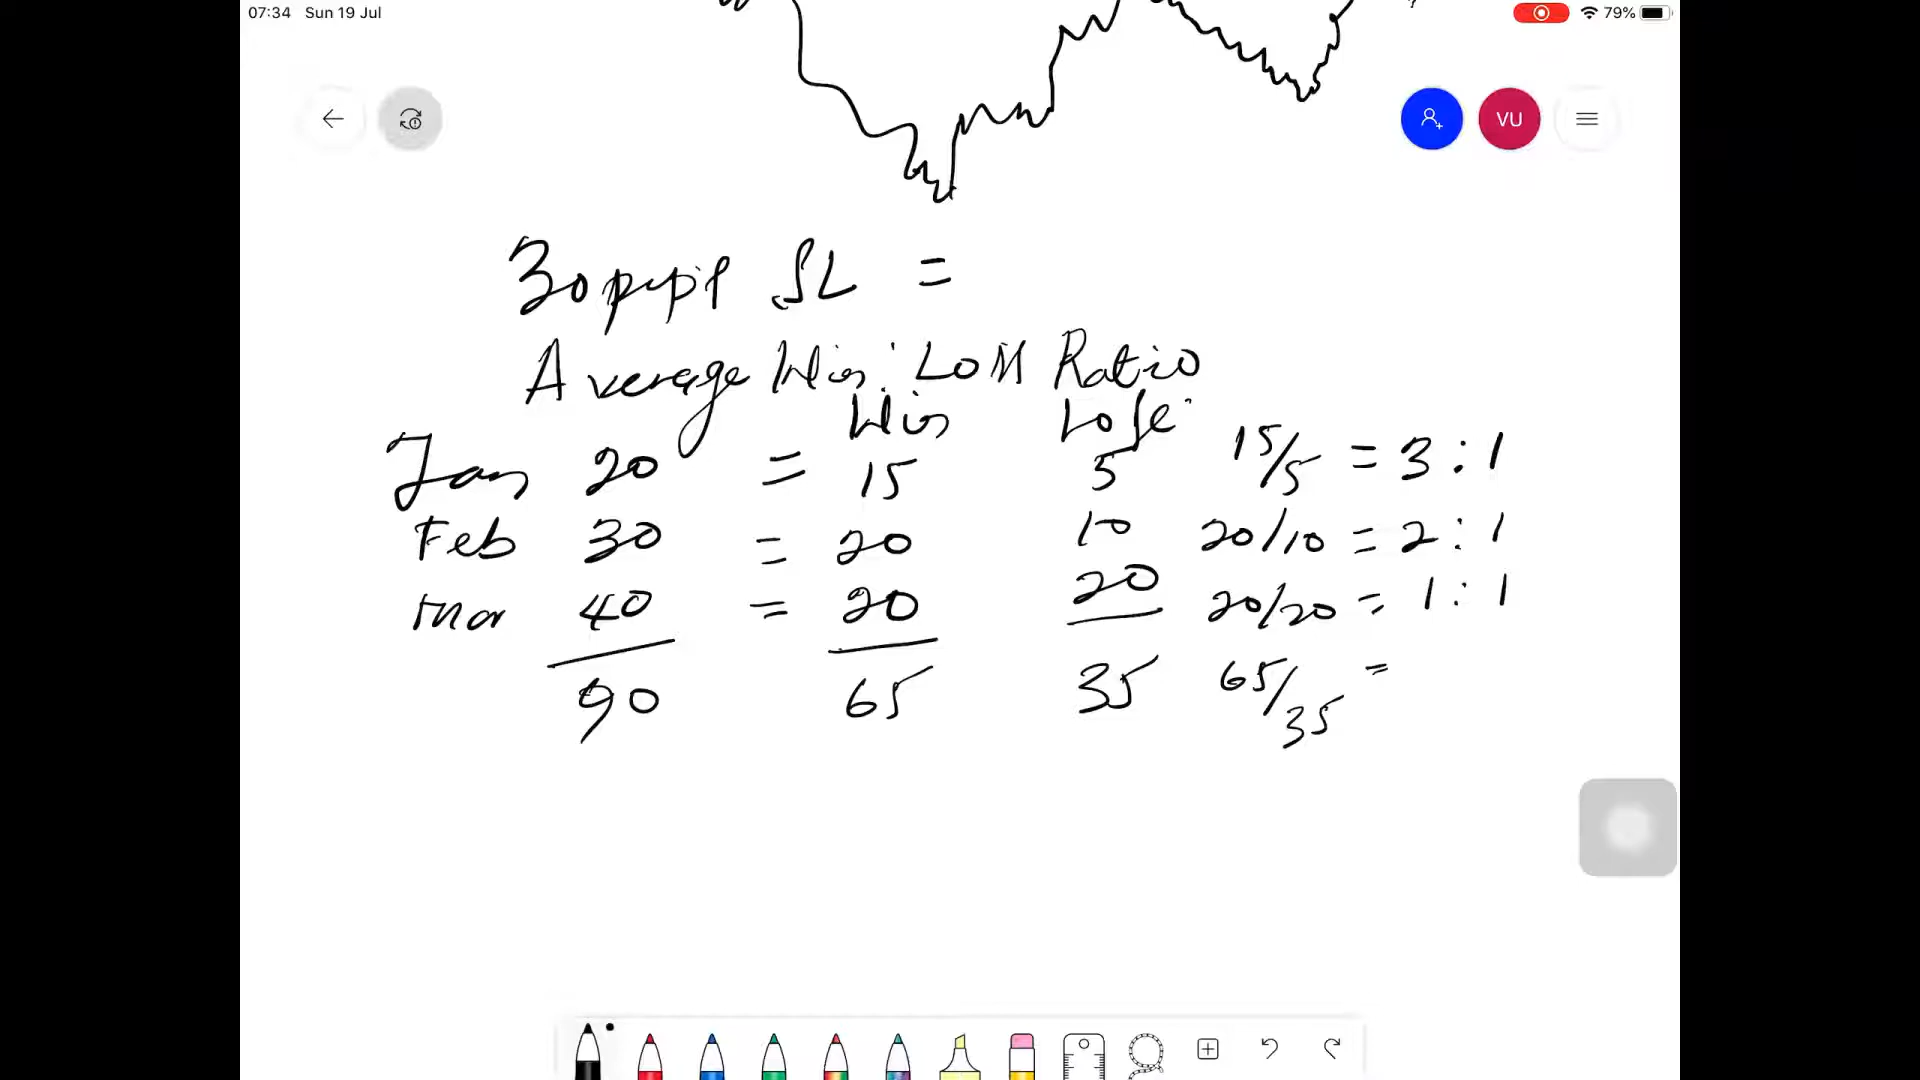 07:34 Sun 19 Jul 79%
VU
30 pips SL =
Average Win : Loss Ratio
Win Lose
Jan 20 = 15 5 15/5 = 3 : 1
Feb 30 = 20 10 20/10 = 2 : 1
Mar 40 = 20 20 20/20 = 1 : 1
90 65 35 65/35 =